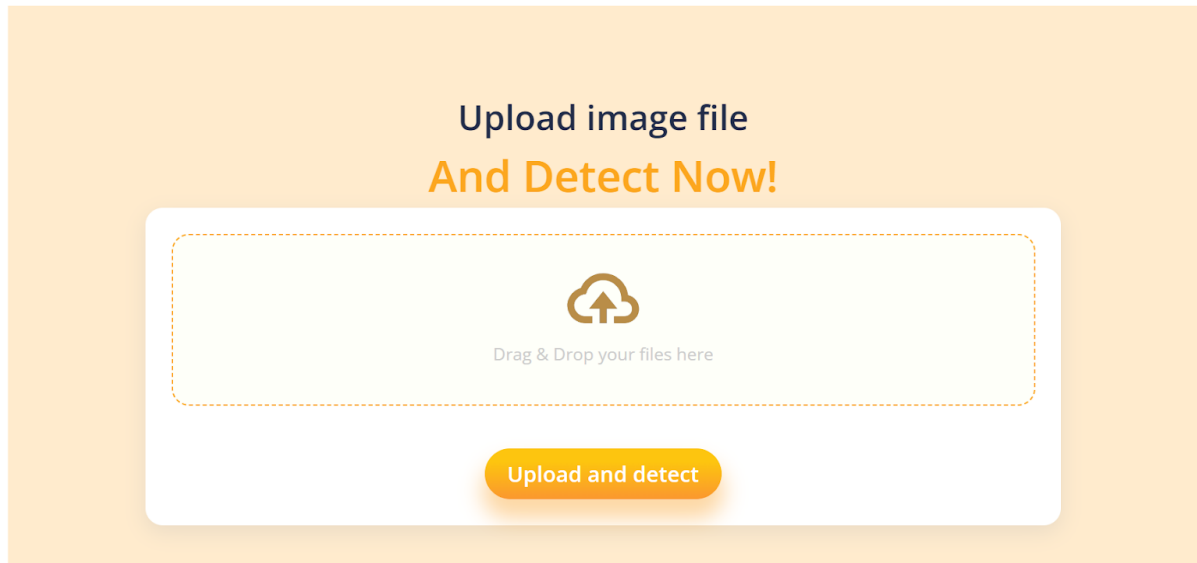 Upload image file
And Detect Now!
Drag & Drop your files here
Upload and detect